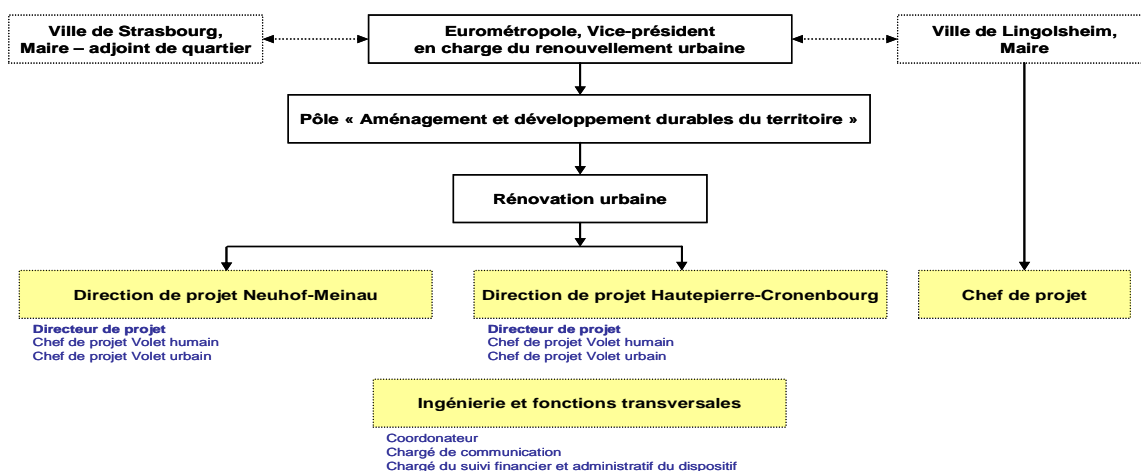 Ville de Strasbourg,
Maire – adjoint de quartier
Eurométropole, Vice-président
en charge du renouvellement urbaine
Ville de Lingolsheim,
Maire
Pôle « Aménagement et développement durables du territoire »
Rénovation urbaine
Direction de projet Neuhof-Meinau
Directeur de projet
Chef de projet Volet humain
Chef de projet Volet urbain
Direction de projet Hautepierre-Cronenbourg
Directeur de projet
Chef de projet Volet humain
Chef de projet Volet urbain
Chef de projet
Ingénierie et fonctions transversales
Coordonateur
Chargé de communication
Chargé du suivi financier et administratif du dispositif